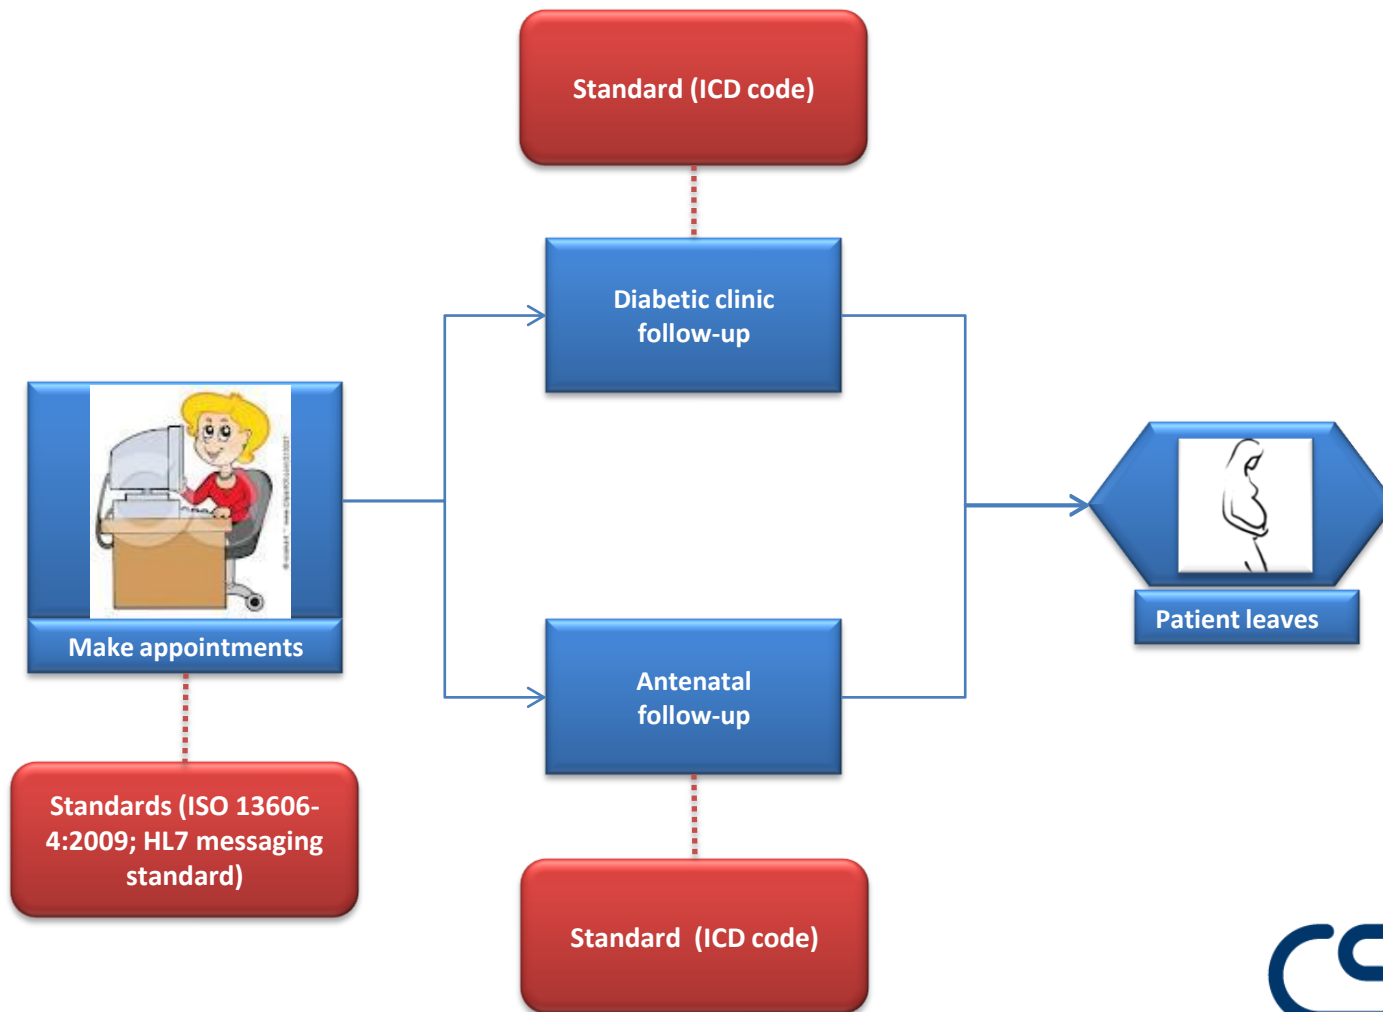 Standard (ICD code)
Diabetic clinic
follow-up
Make appointments
Patient leaves
Antenatal
follow-up
Standards (ISO 13606-
4:2009; HL7 messaging
standard)
Standard  (ICD code)